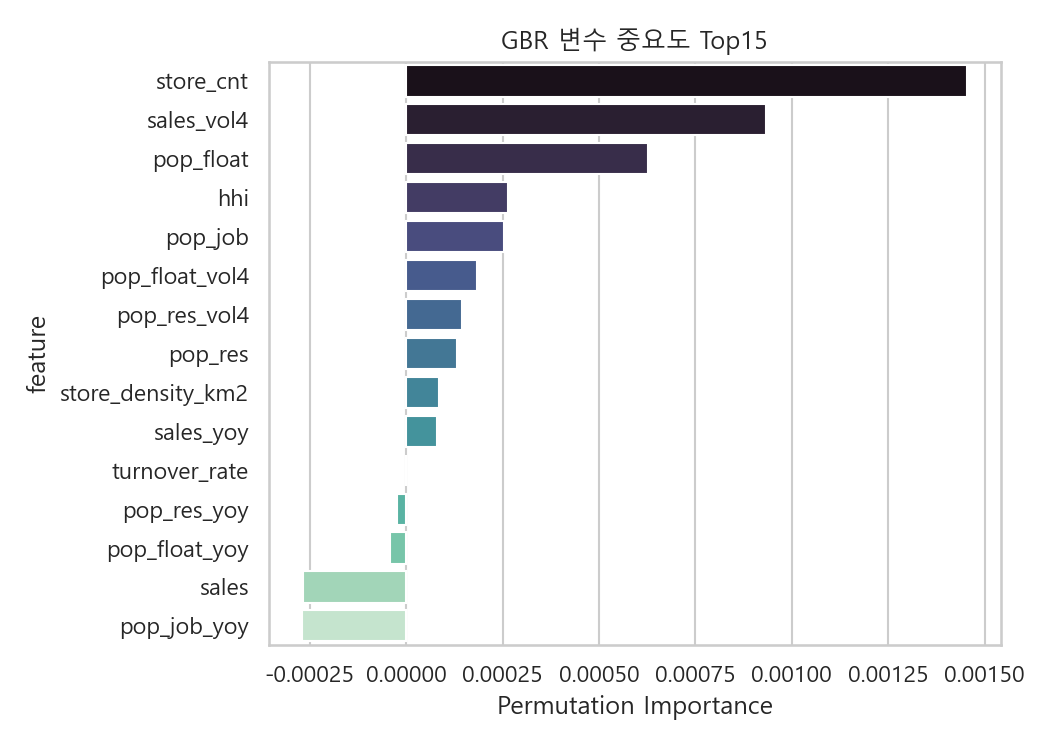 GBR 변수 중요도 Top15
feature
store_cnt
sales_vol4
pop_float
hhi
pop_job
pop_float_vol4
pop_res_vol4
pop_res
store_density_km2
sales_yoy
turnover_rate
pop_res_yoy
pop_float_yoy
sales
pop_job_yoy
-0.00025 0.00000 0.00025 0.00050 0.00075 0.00100 0.00125 0.00150
Permutation Importance